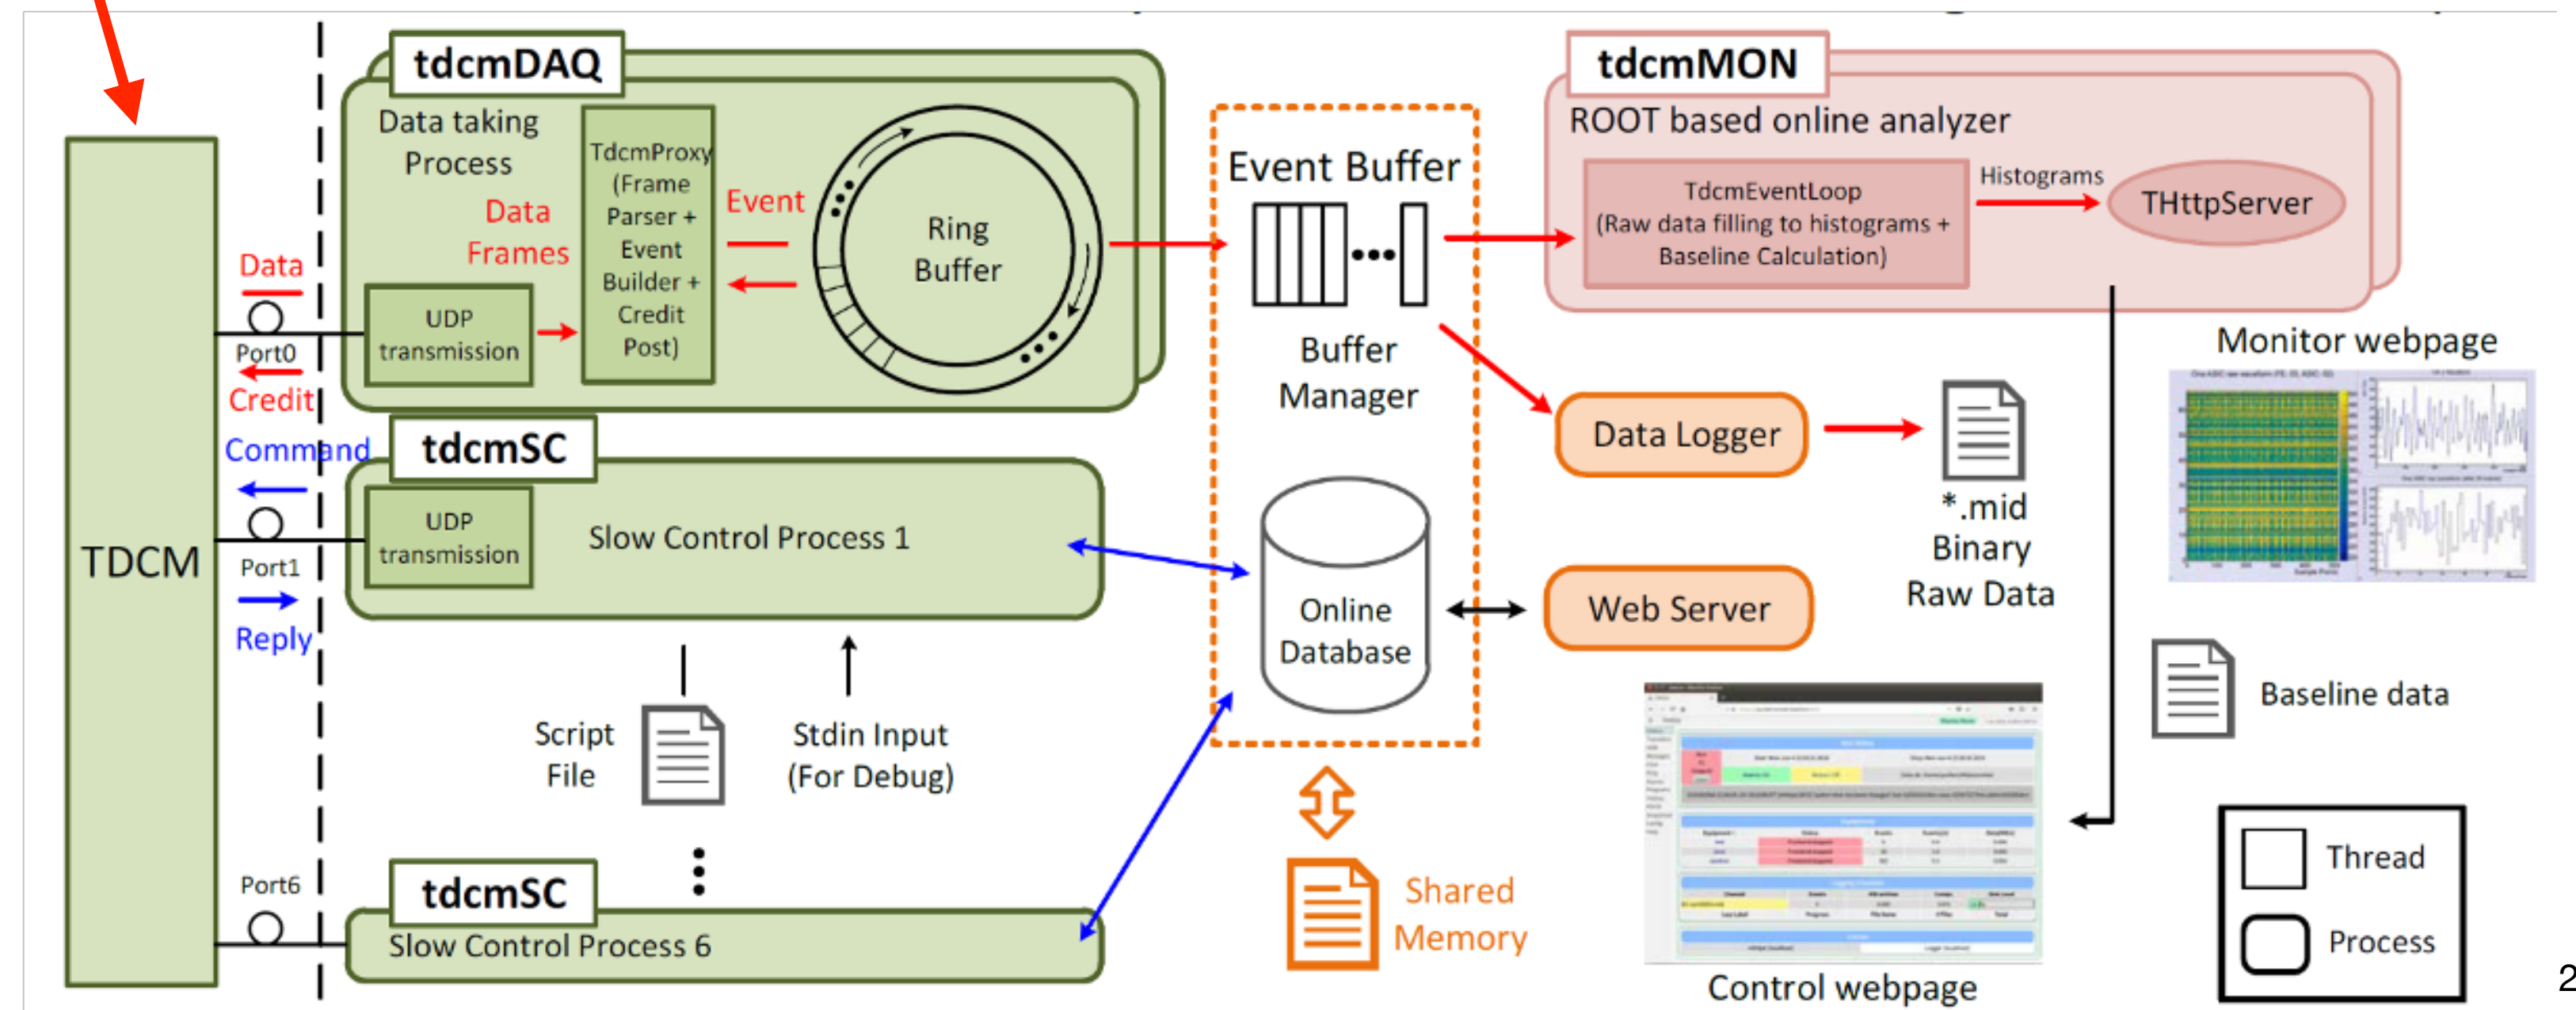 tdcmDAQ
Data taking
Process
TdcmProxy
(Frame
Parser +
Event
Builder +
Credit
Post)
Data
Frames
Event
Ring
Buffer
UDP
transmission
Data
Port0
Credit
Command
Port1
Reply
TDCM
tdcmSC
UDP
transmission
Slow Control Process 1
Script
File
Stdin Input
(For Debug)
Port6
tdcmSC
Slow Control Process 6
Event Buffer
Buffer
Manager
Online
Database
Shared
Memory
tdcmMON
ROOT based online analyzer
TdcmEventLoop
(Raw data filling to histograms +
Baseline Calculation)
Histograms
THttpServer
Data Logger
*.mid
Binary
Raw Data
Web Server
Monitor webpage
Baseline data
Control webpage
Thread
Process
2